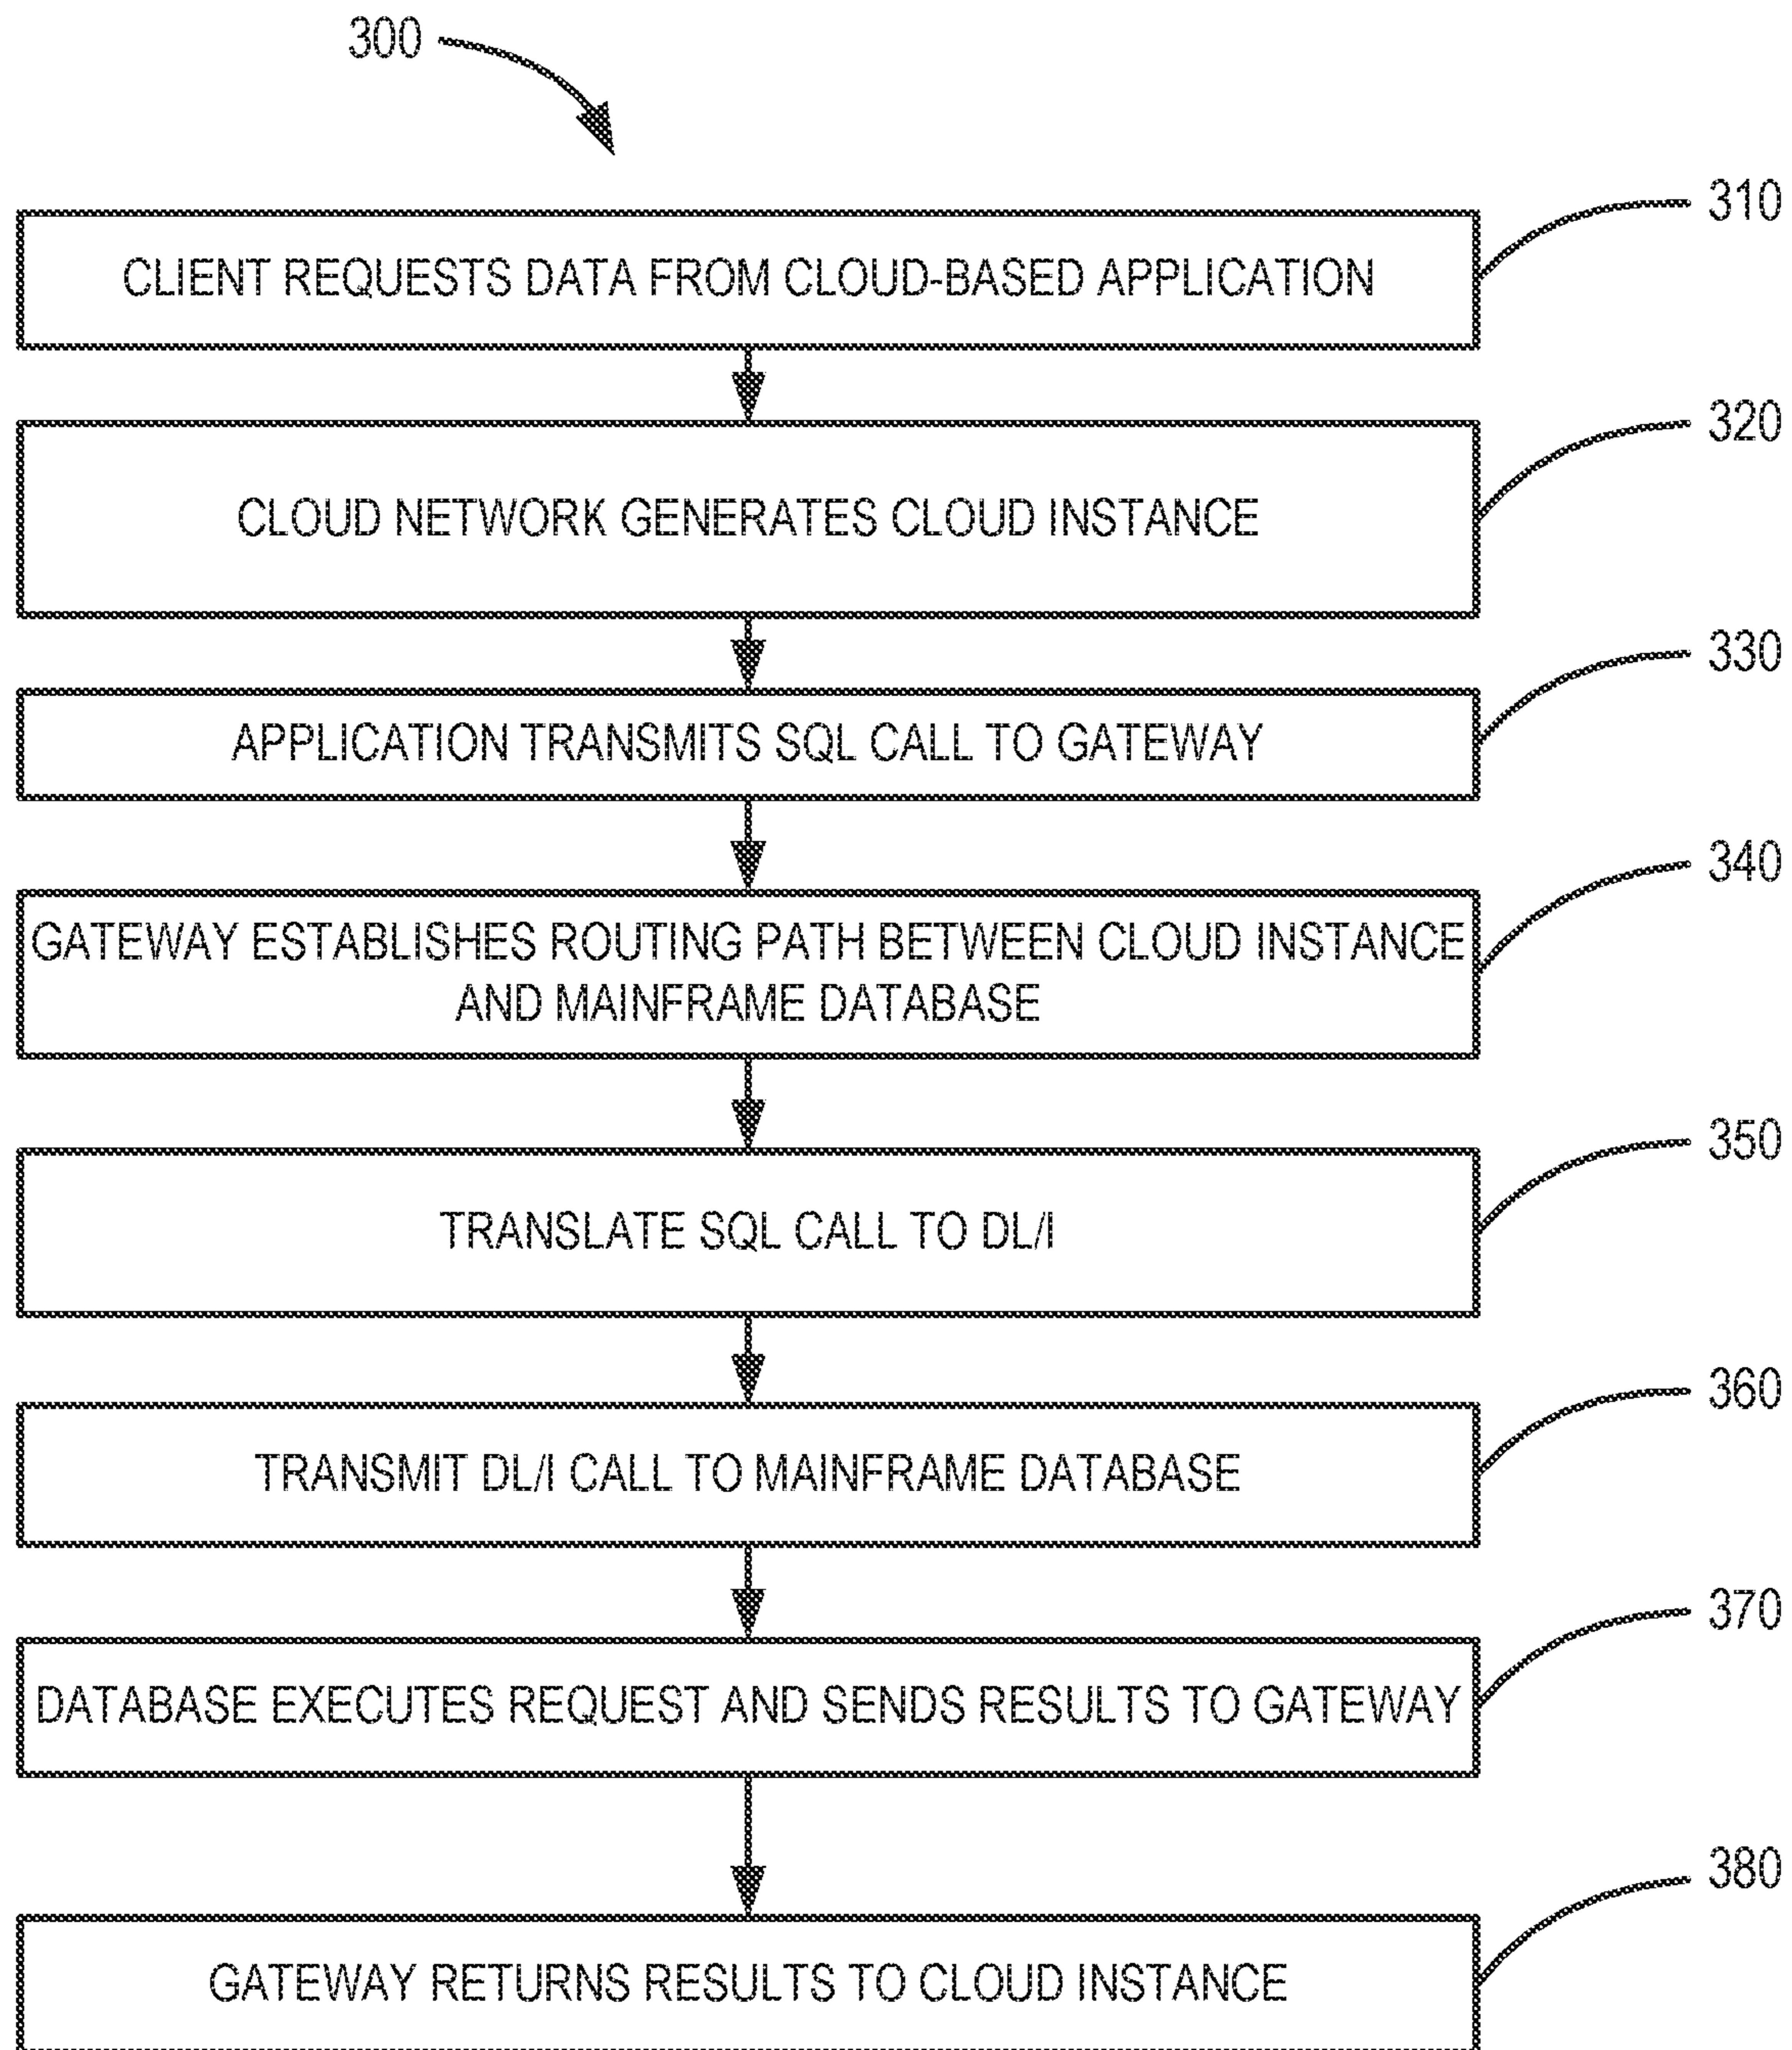 300
310
CLIENT REQUESTS DATA FROM CLOUD-BASED APPLICATION
320
CLOUD NETWORK GENERATES CLOUD INSTANCE
330
APPLICATION TRANSMITS SQL CALL TO GATEWAY
340
GATEWAY ESTABLISHES ROUTING PATH BETWEEN CLOUD INSTANCE
AND MAINFRAME DATABASE
350
TRANSLATE SQL CALL TO DL/I
360
TRANSMIT DL/I CALL TO MAINFRAME DATABASE
370
DATABASE EXECUTES REQUEST AND SENDS RESULTS TO GATEWAY
380
GATEWAY RETURNS RESULTS TO CLOUD INSTANCE